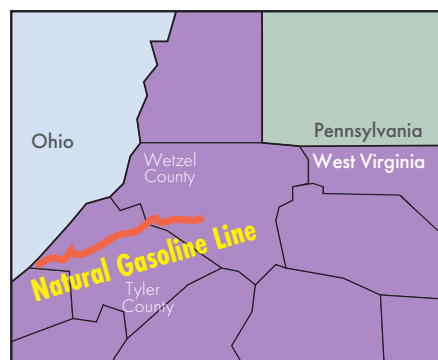 Ohio
Pennsylvania
West Virginia
Wetzel
County
Natural Gasoline Line
Tyler
County